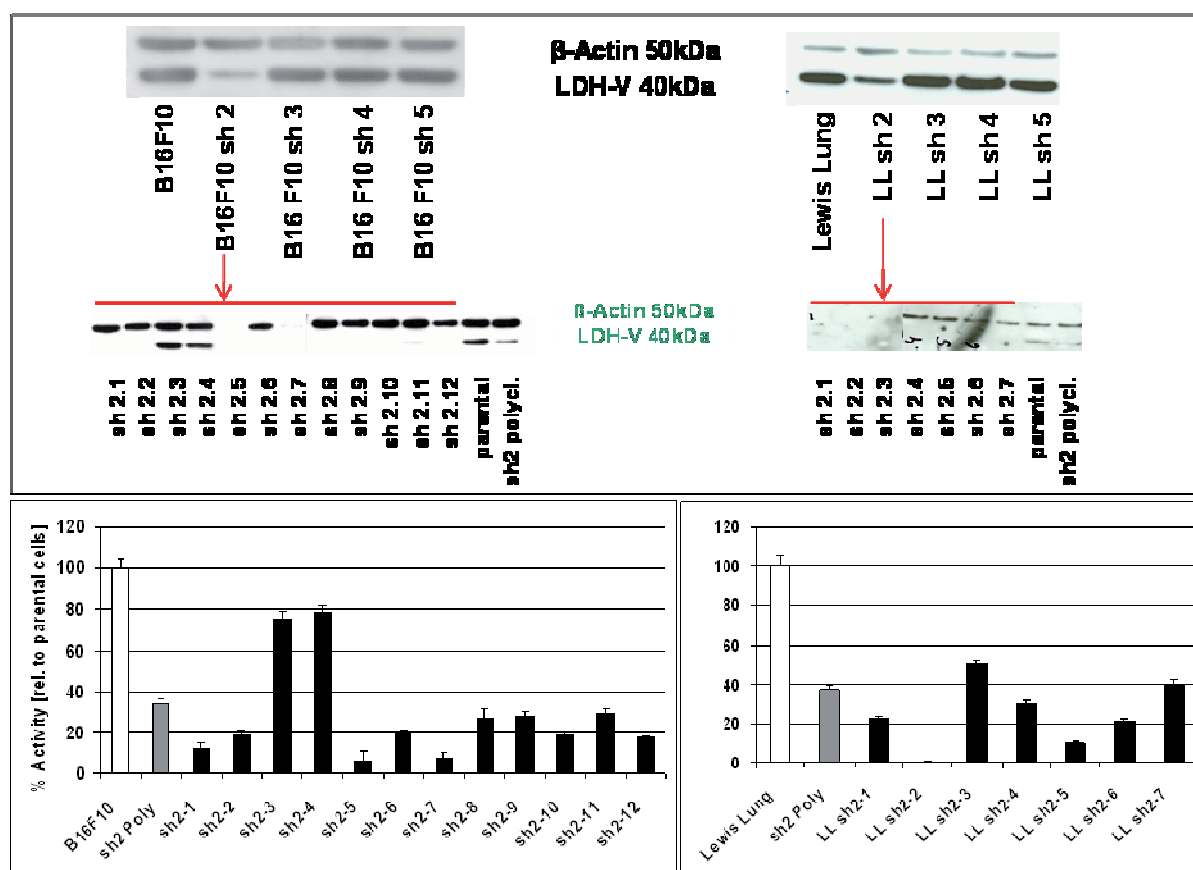 β-Actin 50kDa
LDH-V 40kDa
B16F10
B16F10 sh 2
B16 F10 sh 3
B16 F10 sh 4
B16 F10 sh 5
Lewis Lung
LL sh 2
LL sh 3
LL sh 4
LL sh 5
β-Actin 50kDa
LDH-V 40kDa
sh 2.1
sh 2.2
sh 2.3
sh 2.4
sh 2.5
sh 2.6
sh 2.7
sh 2.8
sh 2.9
sh 2.10
sh 2.11
sh 2.12
parental
sh2 polycl.
sh 2.1
sh 2.2
sh 2.3
sh 2.4
sh 2.5
sh 2.6
sh 2.7
parental
sh2 polycl.
% Activity [rel. to parental cells]
120
100
80
60
40
20
0
B16F10
sh2 Poly
sh2-1
sh2-2
sh2-3
sh2-4
sh2-5
sh2-6
sh2-7
sh2-8
sh2-9
sh2-10
sh2-11
sh2-12
120
100
80
60
40
20
0
Lewis Lung
sh2 Poly
LL sh2-1
LL sh2-2
LL sh2-3
LL sh2-4
LL sh2-5
LL sh2-6
LL sh2-7